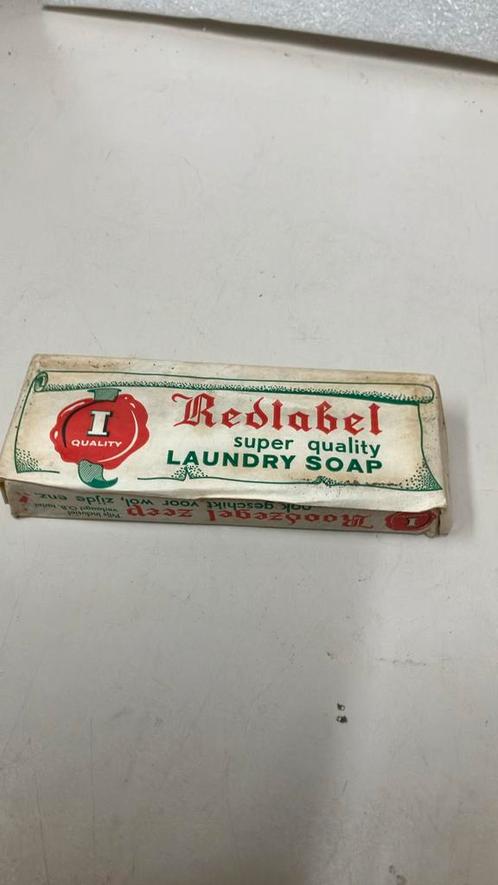 I
QUALITY
Redlabel
super quality
LAUNDRY SOAP
I
Roodzegel zeep
ook geschikt voor wol, zijde enz.